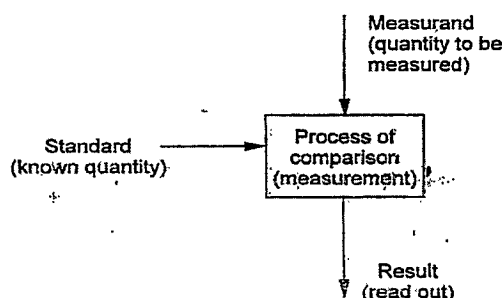 Measurand
(quantity to be
measured)
Standard
(known quantity)
Process of
comparison
(measurement)
Result
(read out)